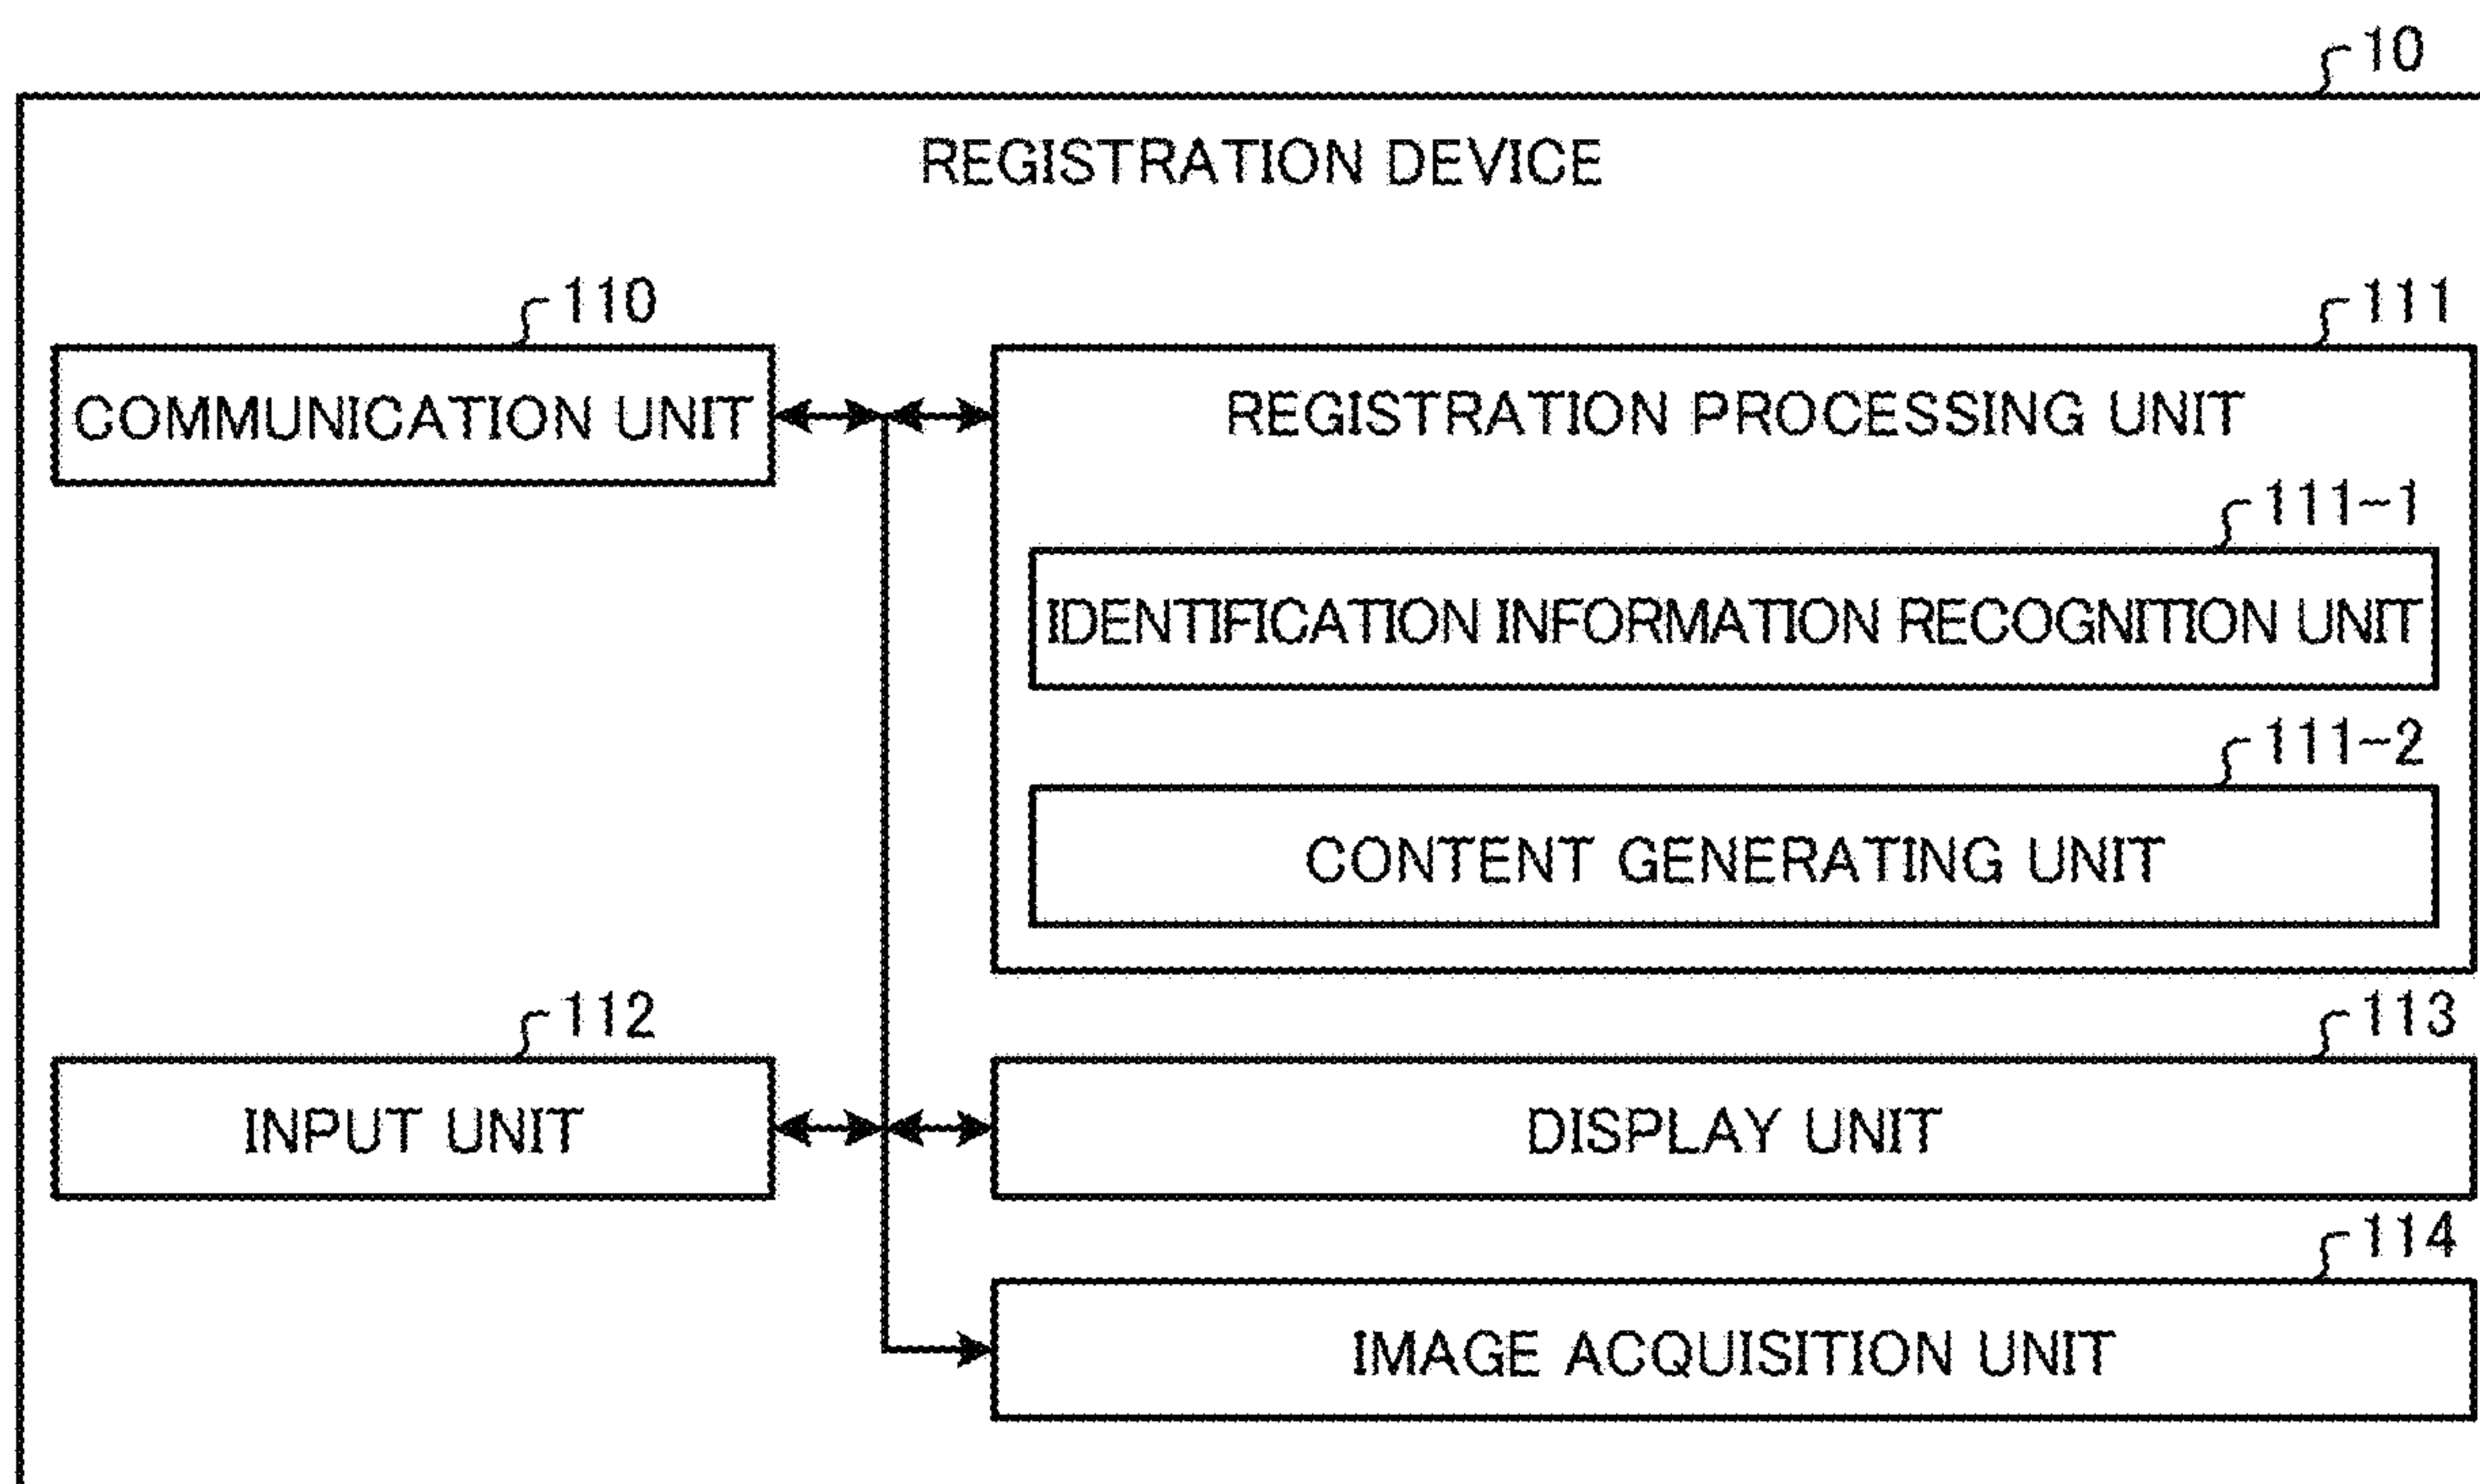 10
REGISTRATION DEVICE
110
111
COMMUNICATION UNIT
REGISTRATION PROCESSING UNIT
111-1
IDENTIFICATION INFORMATION RECOGNITION UNIT
111-2
CONTENT GENERATING UNIT
112
113
INPUT UNIT
DISPLAY UNIT
114
IMAGE ACQUISITION UNIT